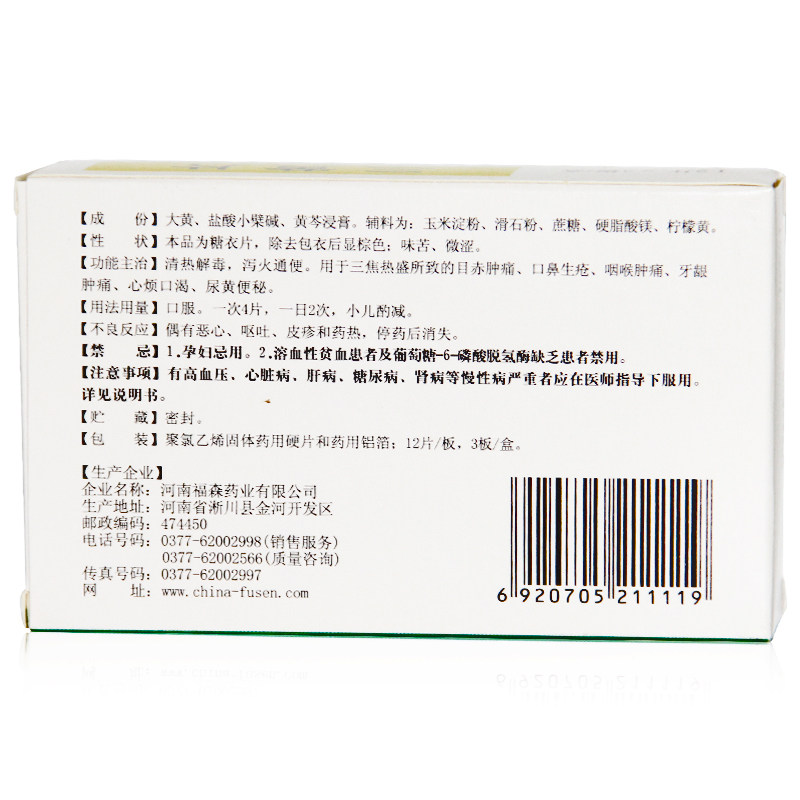 【成　份】大黄、盐酸小檗碱、黄芩浸膏。辅料为：玉米淀粉、滑石粉、蔗糖、硬脂酸镁、柠檬黄。
【性　状】本品为糖衣片，除去包衣后显棕色；味苦、微涩。
【功能主治】清热解毒，泻火通便。用于三焦热盛所致的目赤肿痛、口鼻生疮、咽喉肿痛、牙龈
肿痛、心烦口渴、尿黄便秘。
【用法用量】口服。一次4片，一日2次，小儿酌减。
【不良反应】偶有恶心、呕吐、皮疹和药热，停药后消失。
【禁　忌】1.孕妇忌用。2.溶血性贫血患者及葡萄糖-6-磷酸脱氢酶缺乏患者禁用。
【注意事项】有高血压、心脏病、肝病、糖尿病、肾病等慢性病严重者应在医师指导下服用。
详见说明书。
【贮　藏】密封。
【包　装】聚氯乙烯固体药用硬片和药用铝箔；12片/板，3板/盒。
【生产企业】
企业名称：河南福森药业有限公司
生产地址：河南省淅川县金河开发区
邮政编码：474450
电话号码：0377-62002998(销售服务)
0377-62002566(质量咨询)
传真号码：0377-62002997
网　址：www.china-fusen.com
6 920705 211119